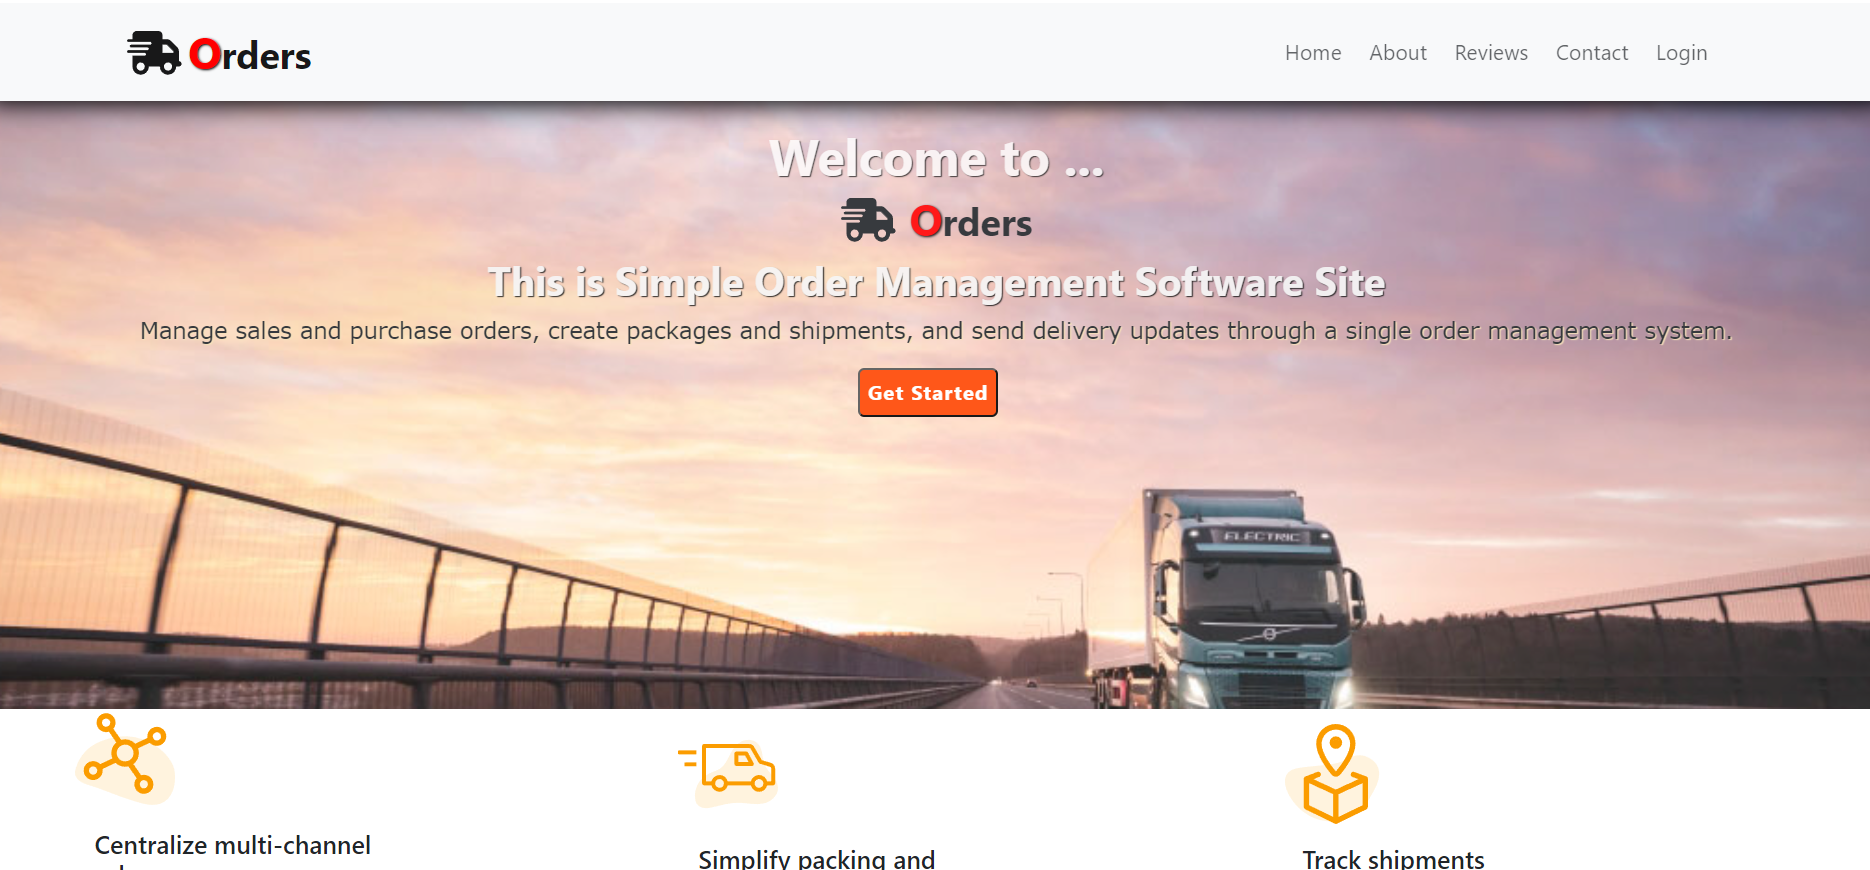 Orders
Home About Reviews Contact Login
Welcome to ...
Orders
This is Simple Order Management Software Site
Manage sales and purchase orders, create packages and shipments, and send delivery updates through a single order management system.
Get Started
ELECTRIC
Centralize multi-channel
Simplify packing and
Track shipments